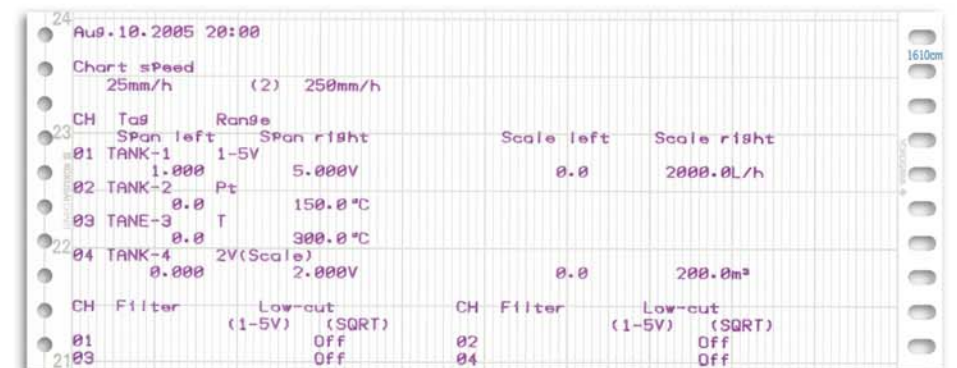 24
Aug.10.2005 20:00
1610cm
Chart speed
25mm/h (2) 250mm/h
CH Tag Range
23
Span left Span right Scale left Scale right
01 TANK-1 1-5V
1.000 5.000V 0.0 2000.0L/h
02 TANK-2 Pt
0.0 150.0°C
03 TANE-3 T
0.0 300.0°C
22
04 TANK-4 2V(Scale)
0.000 2.000V 0.0 200.0m³
CH Filter Low-cut CH Filter Low-cut
(1-5V) (SQRT) (1-5V) (SQRT)
01 Off 02 Off
21
03 Off 04 Off